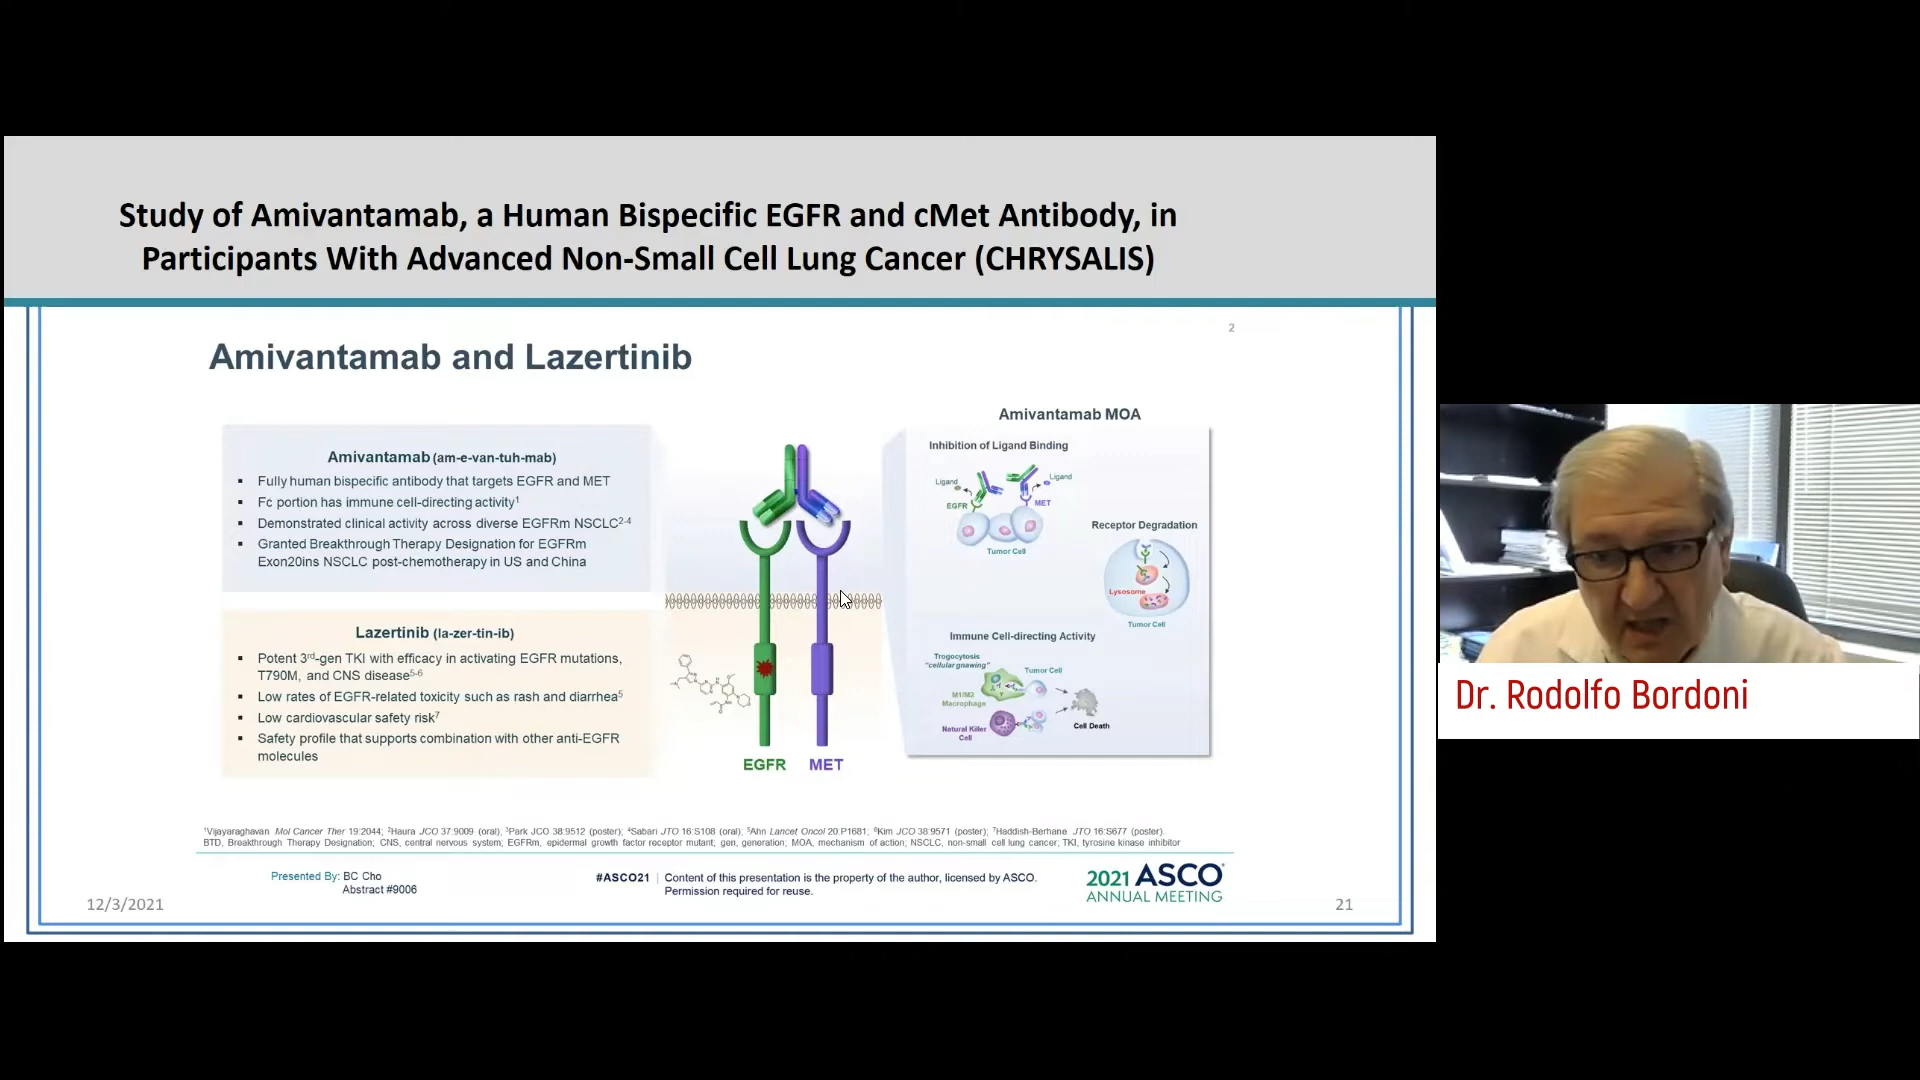 Study of Amivantamab, a Human Bispecific EGFR and cMet Antibody, in
Participants With Advanced Non-Small Cell Lung Cancer (CHRYSALIS)
2
Amivantamab and Lazertinib
Amivantamab (am-e-van-tuh-mab)
▪ Fully human bispecific antibody that targets EGFR and MET
▪ Fc portion has immune cell-directing activity1
▪ Demonstrated clinical activity across diverse EGFRm NSCLC2-4
▪ Granted Breakthrough Therapy Designation for EGFRm
Exon20ins NSCLC post-chemotherapy in US and China
Lazertinib (la-zer-tin-ib)
▪ Potent 3rd-gen TKI with efficacy in activating EGFR mutations,
T790M, and CNS disease5-6
▪ Low rates of EGFR-related toxicity such as rash and diarrhea5
▪ Low cardiovascular safety risk7
▪ Safety profile that supports combination with other anti-EGFR
molecules
EGFR MET
Amivantamab MOA
Inhibition of Ligand Binding
Ligand
Ligand
EGFR
MET
Tumor Cell
Receptor Degradation
Lysosome
Tumor Cell
Immune Cell-directing Activity
Trogocytosis
"cellular gnawing"
Tumor Cell
M1/M2
Macrophage
Natural Killer
Cell
Cell Death
1Vijayaraghavan Mol Cancer Ther 19:2044; 2Haura JCO 37:9009 (oral), 3Park JCO 38:9512 (poster); 4Sabari JTO 16:S108 (oral); 5Ahn Lancet Oncol 20:P1681; 6Kim JCO 38:9571 (poster); 7Haddish-Berhane JTO 16:S677 (poster).
BTD, Breakthrough Therapy Designation; CNS, central nervous system; EGFRm, epidermal growth factor receptor mutant; gen, generation; MOA, mechanism of action; NSCLC, non-small cell lung cancer; TKI, tyrosine kinase inhibitor
Presented By: BC Cho
Abstract #9006
#ASCO21 | Content of this presentation is the property of the author, licensed by ASCO.
Permission required for reuse.
2021 ASCO
ANNUAL MEETING
12/3/2021
21
Dr. Rodolfo Bordoni